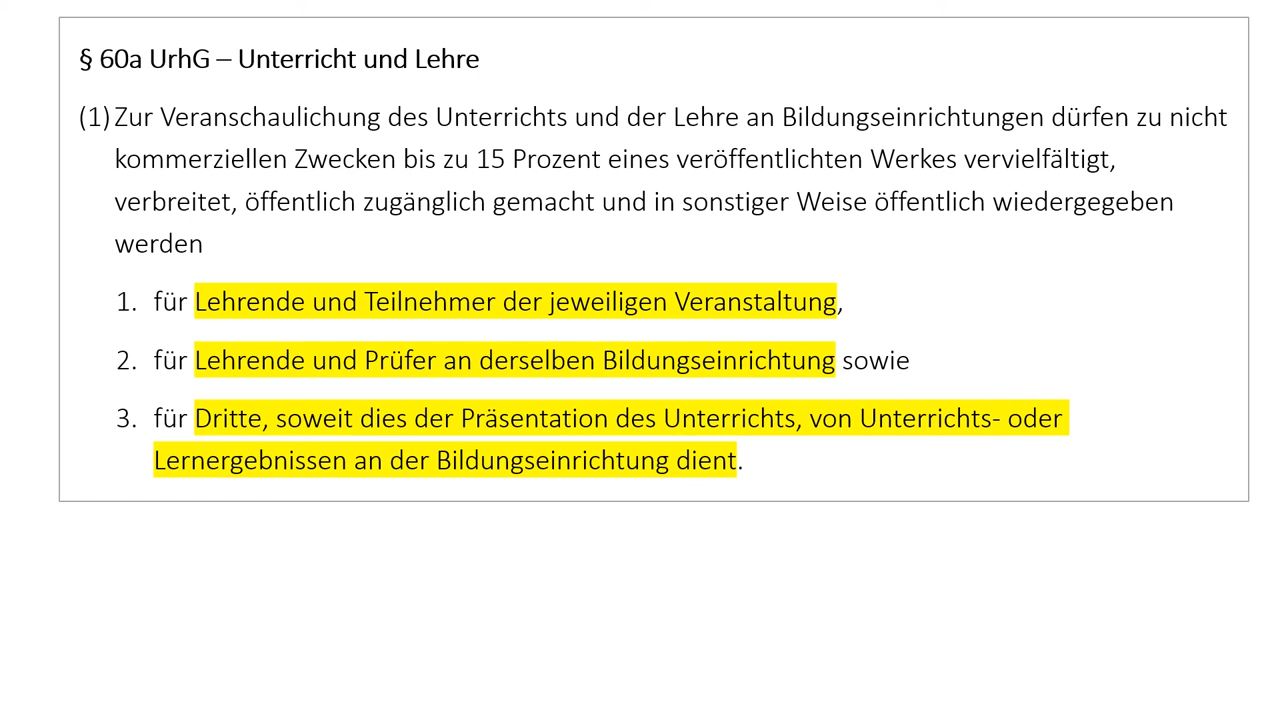 § 60a UrhG – Unterricht und Lehre
(1) Zur Veranschaulichung des Unterrichts und der Lehre an Bildungseinrichtungen dürfen zu nicht
kommerziellen Zwecken bis zu 15 Prozent eines veröffentlichten Werkes vervielfältigt,
verbreitet, öffentlich zugänglich gemacht und in sonstiger Weise öffentlich wiedergegeben
werden
1. für Lehrende und Teilnehmer der jeweiligen Veranstaltung,
2. für Lehrende und Prüfer an derselben Bildungseinrichtung sowie
3. für Dritte, soweit dies der Präsentation des Unterrichts, von Unterrichts- oder
Lernergebnissen an der Bildungseinrichtung dient.